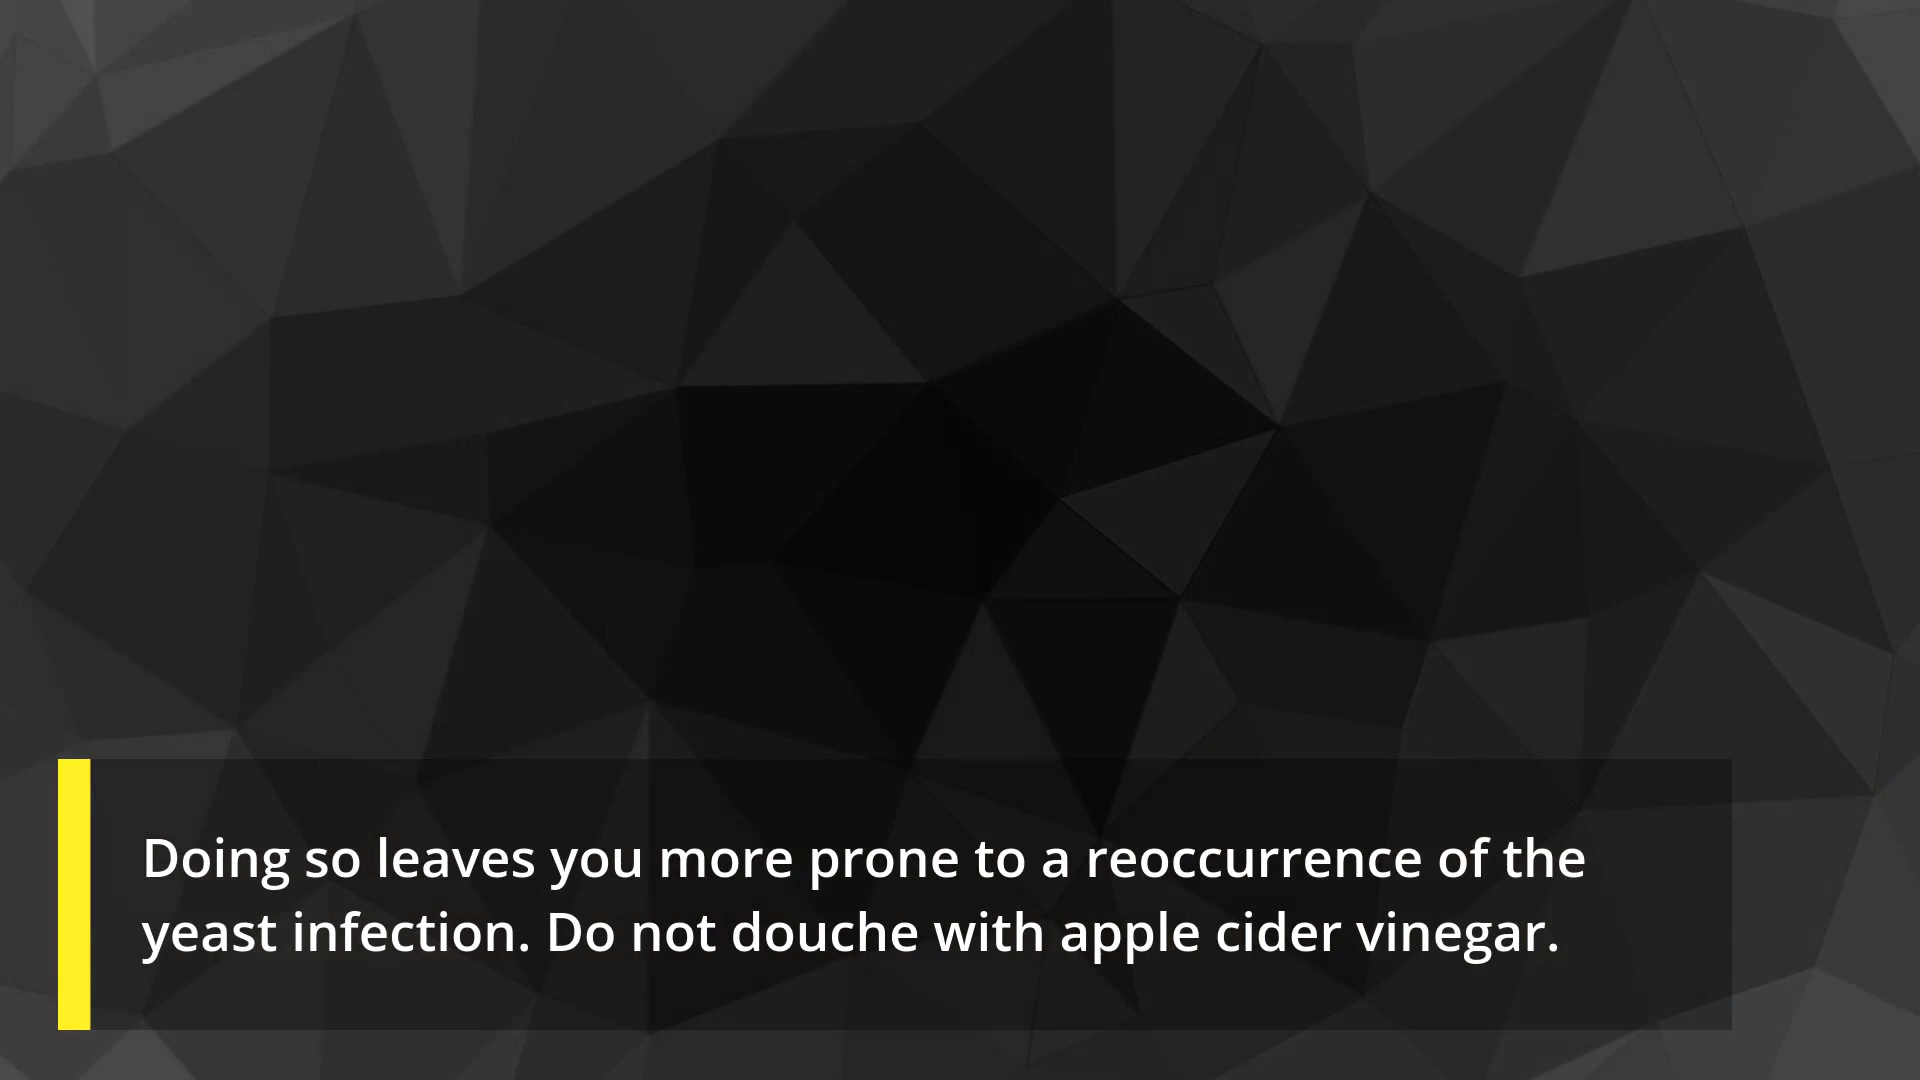 Doing so leaves you more prone to a reoccurrence of the
yeast infection. Do not douche with apple cider vinegar.